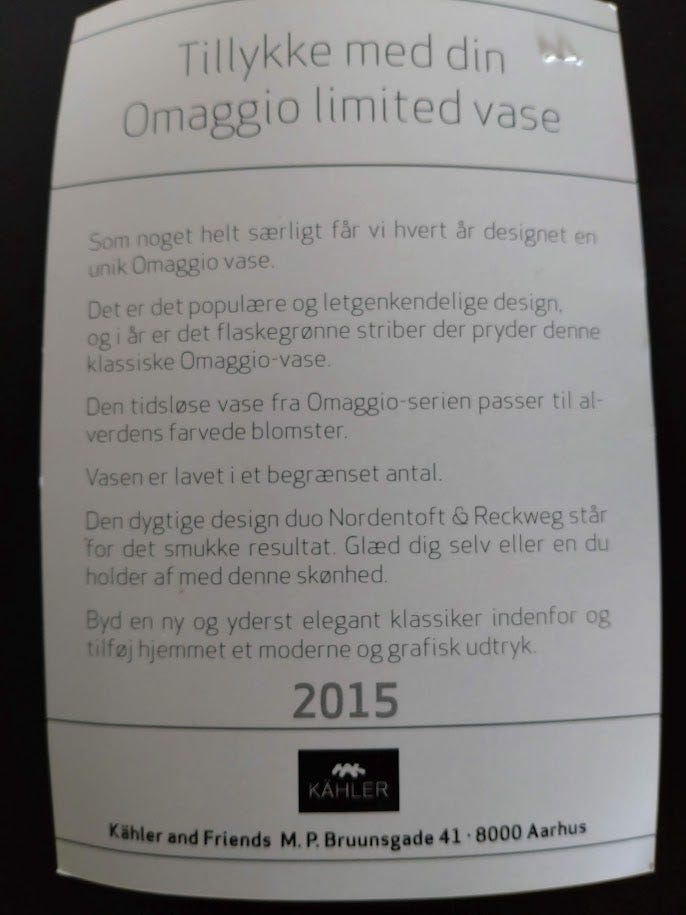 Tillykke med din
Omaggio limited vase
Som noget helt særligt får vi hvert år designet en
unik Omaggio vase.
Det er det populære og letgenkendelige design,
og i år er det flaskegrønne striber der pryder denne
klassiske Omaggio-vase.
Den tidsløse vase fra Omaggio-serien passer til al-
verdens farvede blomster.
Vasen er lavet i et begrænset antal.
Den dygtige design duo Nordentoft & Reckweg står
for det smukke resultat. Glæd dig selv eller en du
holder af med denne skønhed.
Byd en ny og yderst elegant klassiker indenfor og
tilføj hjemmet et moderne og grafisk udtryk.
2015
KÄHLER
Kähler and Friends M. P. Bruunsgade 41 · 8000 Aarhus